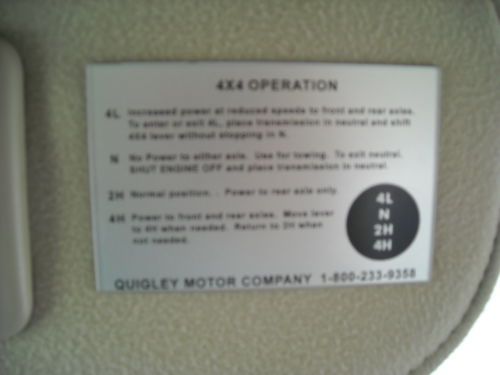 4X4 OPERATION
4L Increased power at reduced speeds to front and rear axles.
To enter or exit 4L, place transmission in neutral and shift
4X4 lever without stopping in N.
N No Power to either axle. Use for towing. To exit neutral,
SHUT ENGINE OFF and place transmission in neutral.
2H Normal position. . Power to rear axle only.
4H Power to front and rear axles. Move lever
to 4H when needed. Return to 2H when
not needed.
4L
N
2H
4H
QUIGLEY MOTOR COMPANY 1-800-233-9358